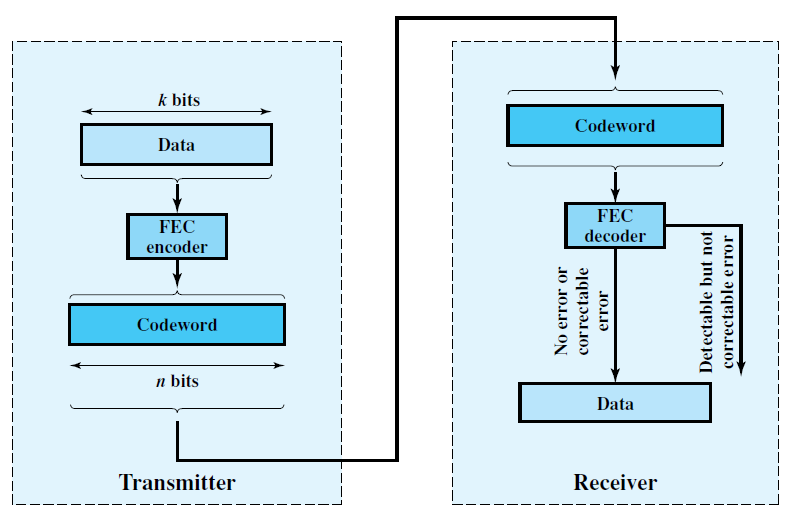 k bits
Data
FEC
encoder
Codeword
n bits
Transmitter
Codeword
FEC
decoder
No error or
correctable
error
Detectable but not
correctable error
Data
Receiver